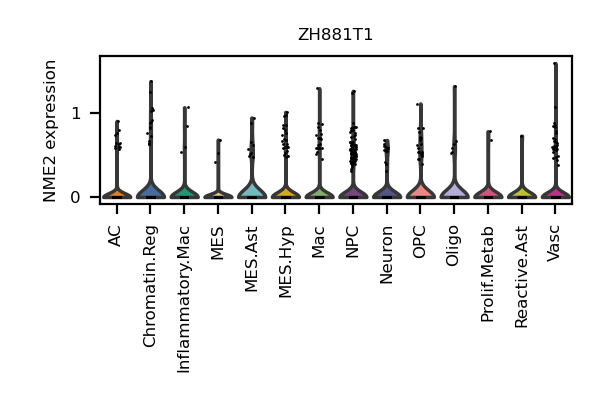 ZH881T1
NME2 expression
1
0
AC
Chromatin.Reg
Inflammatory.Mac
MES
MES.Ast
MES.Hyp
Mac
NPC
Neuron
OPC
Oligo
Prolif.Metab
Reactive.Ast
Vasc